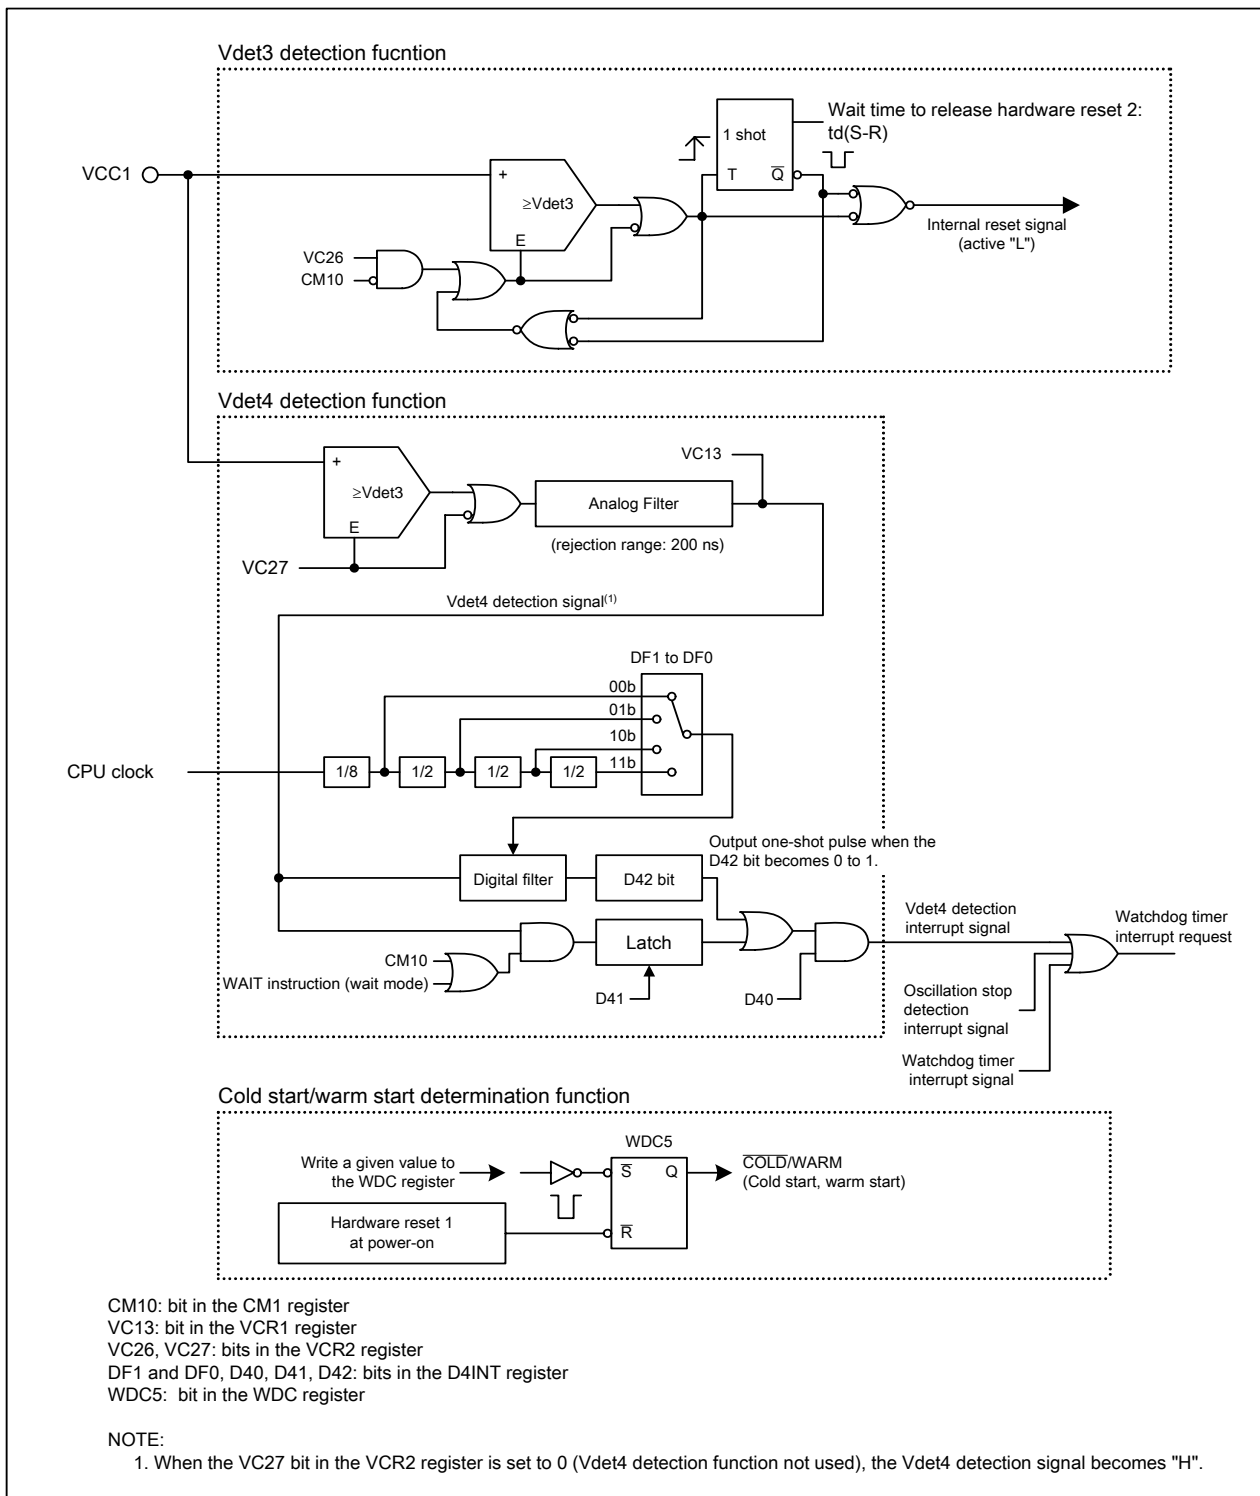 Vdet3 detection fucntion
Wait time to release hardware reset 2:
td(S-R)
1 shot
VCC1
+
T
Q̅
≥Vdet3
E
Internal reset signal
(active "L")
VC26
CM10
Vdet4 detection function
VC13
+
≥Vdet3
Analog Filter
E
(rejection range: 200 ns)
VC27
Vdet4 detection signal(1)
DF1 to DF0
00b
01b
10b
11b
CPU clock
1/8
1/2
1/2
1/2
Output one-shot pulse when the
D42 bit becomes 0 to 1.
Digital filter
D42 bit
Vdet4 detection
interrupt signal
Watchdog timer
interrupt request
Latch
CM10
WAIT instruction (wait mode)
D41
D40
Oscillation stop
detection
interrupt signal
Watchdog timer
interrupt signal
Cold start/warm start determination function
WDC5
Write a given value to
the WDC register
S̅
Q
C̅O̅L̅D̅/WARM
(Cold start, warm start)
Hardware reset 1
at power-on
R̅
CM10: bit in the CM1 register
VC13: bit in the VCR1 register
VC26, VC27: bits in the VCR2 register
DF1 and DF0, D40, D41, D42: bits in the D4INT register
WDC5: bit in the WDC register
NOTE:
1. When the VC27 bit in the VCR2 register is set to 0 (Vdet4 detection function not used), the Vdet4 detection signal becomes "H".